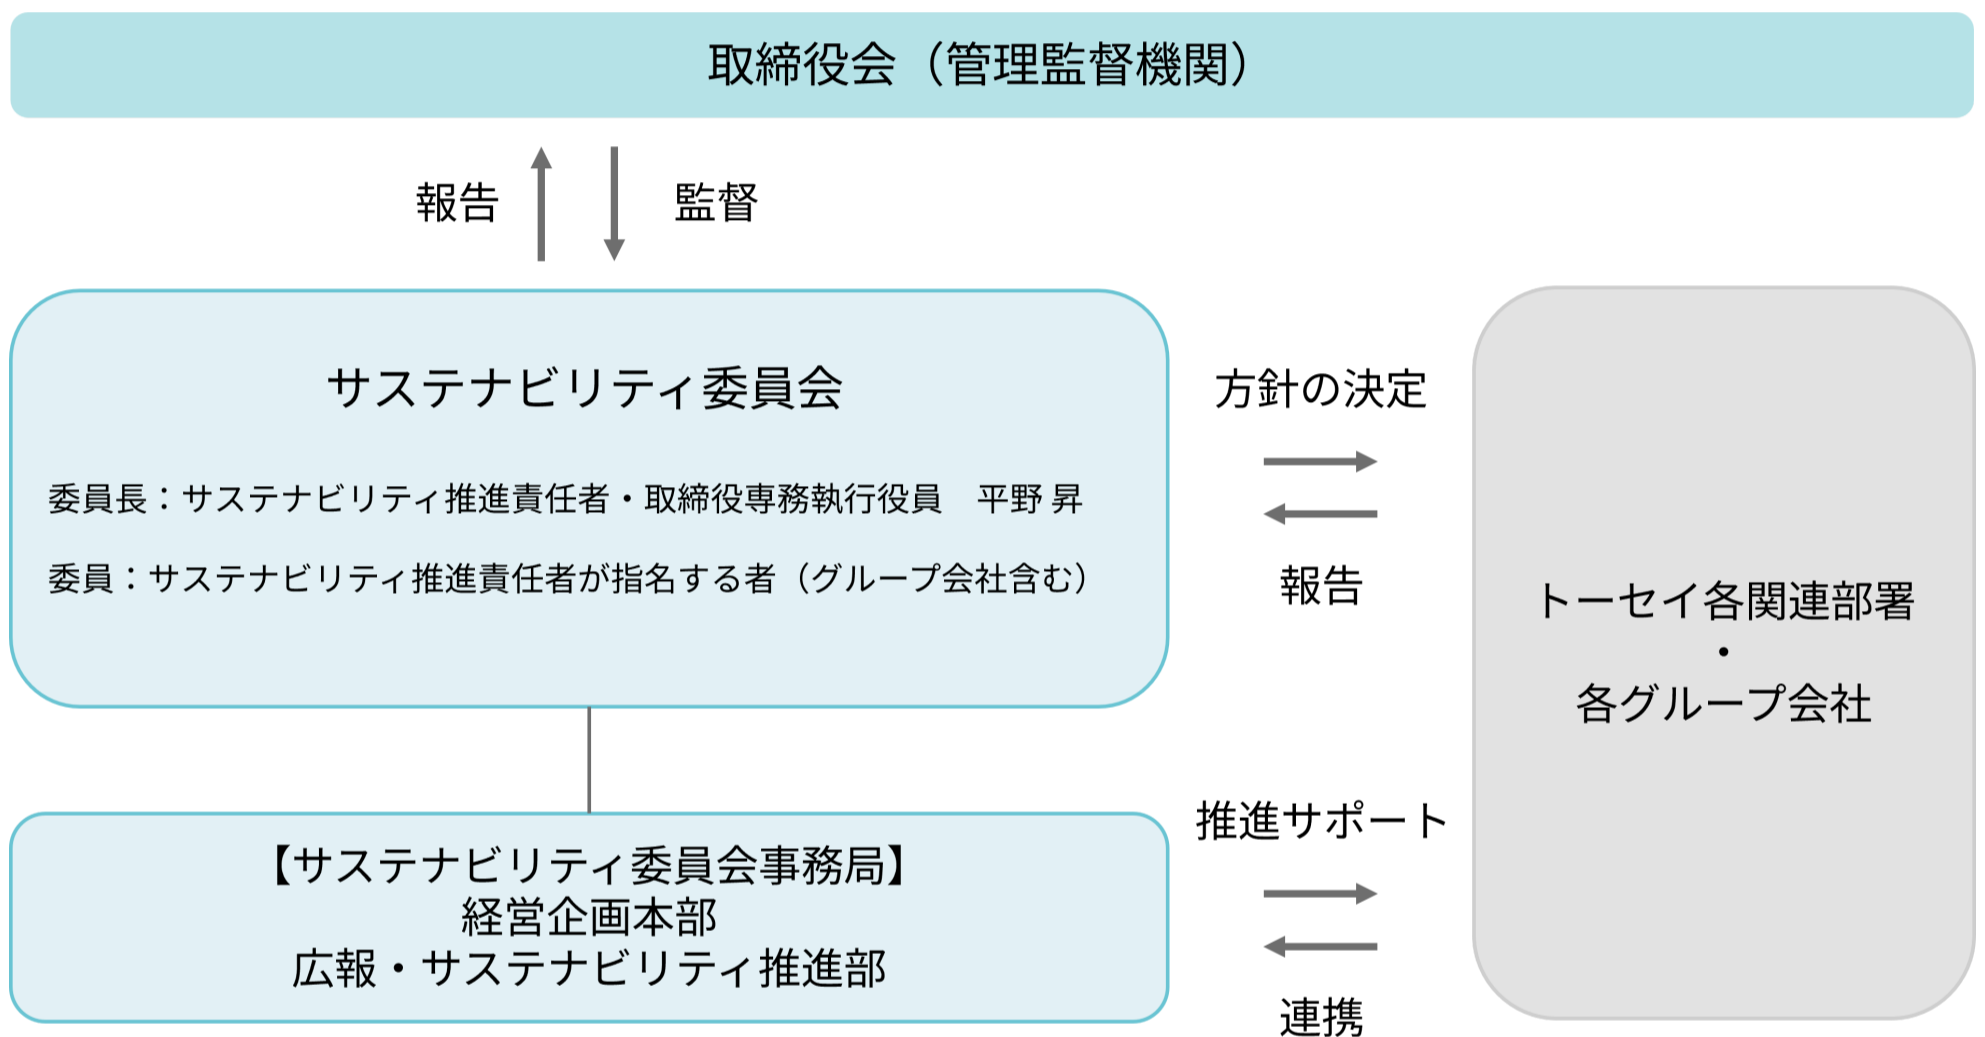 取締役会（管理監督機関）
報告
監督
サステナビリティ委員会
委員長：サステナビリティ推進責任者・取締役専務執行役員　平野 昇
委員：サステナビリティ推進責任者が指名する者（グループ会社含む）
方針の決定
報告
トーセイ各関連部署
・
各グループ会社
【サステナビリティ委員会事務局】
経営企画本部
広報・サステナビリティ推進部
推進サポート
連携